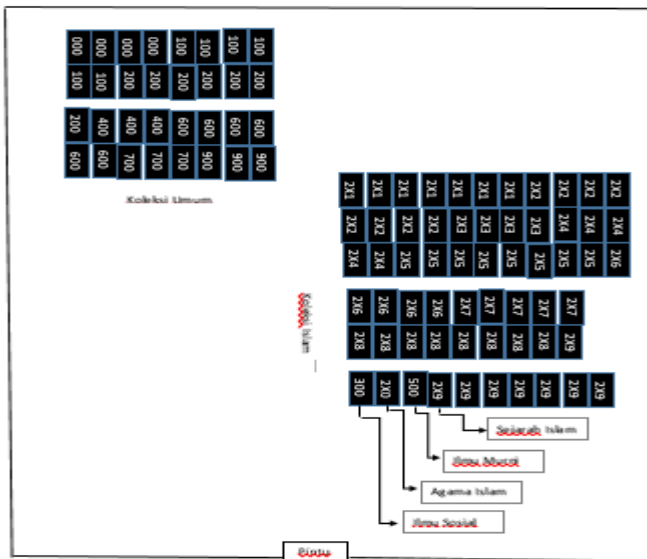 000 000 000 000 100 100 100 100
100 100 200 200 200 200 200 200
200 400 400 400 600 600 600 600
600 600 700 700 700 900 900 900
Koleksi Umum
2X1 2X1 2X1 2X1 2X1 2X1 2X1 2X2 2X2 2X2 2X2
2X2 2X2 2X2 2X2 2X3 2X3 2X3 2X3 2X4 2X4 2X4
2X4 2X4 2X5 2X5 2X5 2X5 2X5 2X5 2X5 2X5 2X6
Koleksi Islam
2X6 2X6 2X6 2X6 2X7 2X7 2X7 2X7 2X7
2X8 2X8 2X8 2X8 2X8 2X8 2X8 2X8 2X9
300 2X0 500 2X9 2X9 2X9 2X9 2X9 2X9 2X9
Sejarah Islam
Ilmu Murni
Agama Islam
Ilmu Sosial
Pintu